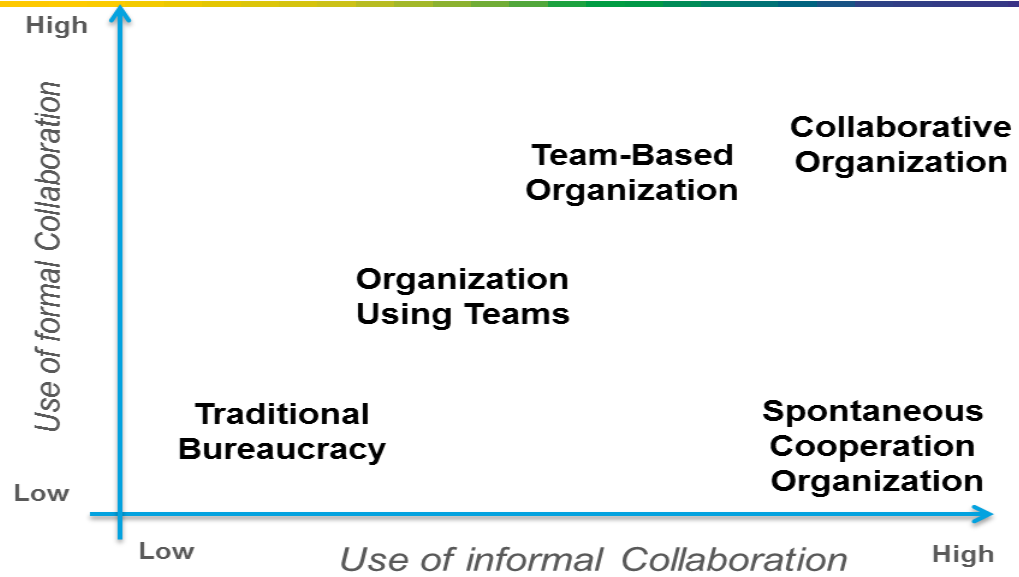 High
Use of formal Collaboration
Collaborative
Organization
Team-Based
Organization
Organization
Using Teams
Traditional
Bureaucracy
Spontaneous
Cooperation
Organization
Low
Low
Use of informal Collaboration
High